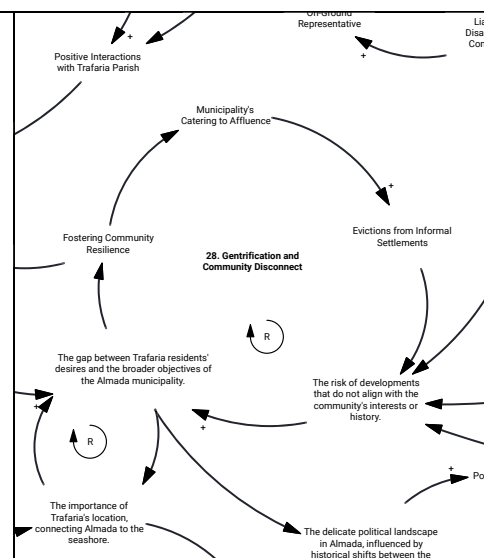 On-Ground
Representative
Positive Interactions
with Trafaria Parish
+
+
Municipality's
Catering to Affluence
+
Fostering Community
Resilience
28. Gentrification and
Community Disconnect
Evictions from Informal
Settlements
R
The gap between Trafaria residents'
desires and the broader objectives of
the Almada municipality.
The risk of developments
that do not align with the
community's interests or
history.
+
+
R
+
The importance of
Trafaria's location,
connecting Almada to the
seashore.
The delicate political landscape
in Almada, influenced by
historical shifts between the